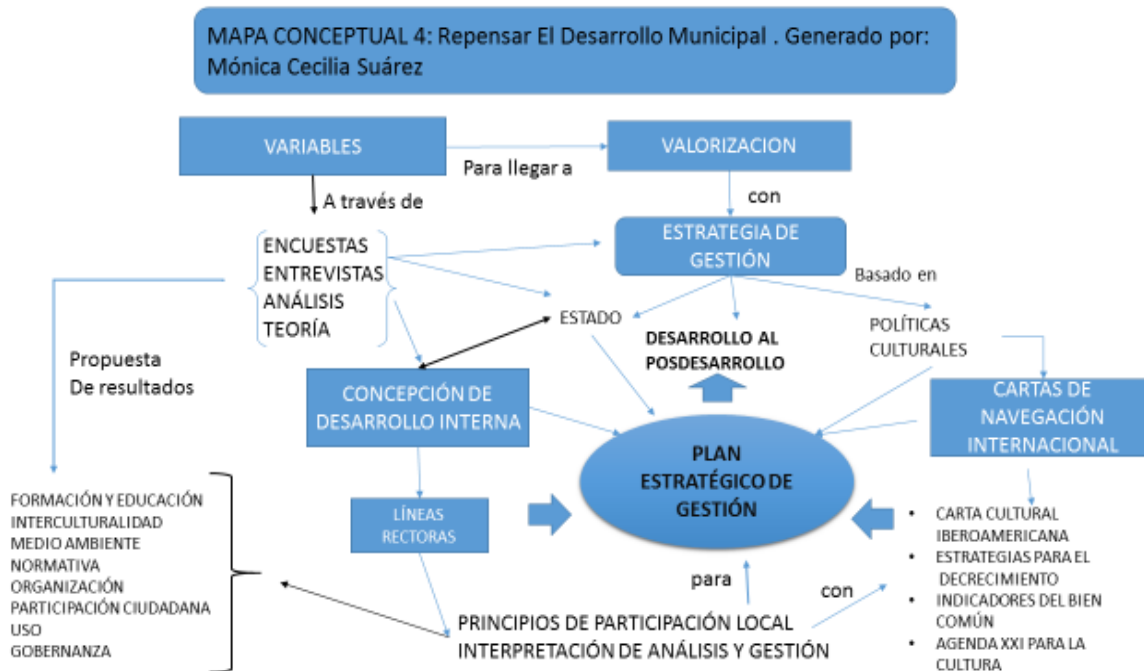 MAPA CONCEPTUAL 4: Repensar El Desarrollo Municipal . Generado por:
Mónica Cecilia Suárez
VARIABLES
Para llegar a
VALORIZACION
A través de
con
ENCUESTAS
ENTREVISTAS
ANÁLISIS
TEORÍA
ESTRATEGIA DE
GESTIÓN
Basado en
ESTADO
DESARROLLO AL
POSDESARROLLO
POLÍTICAS
CULTURALES
Propuesta
De resultados
CONCEPCIÓN DE
DESARROLLO INTERNA
CARTAS DE
NAVEGACIÓN
INTERNACIONAL
PLAN
ESTRATÉGICO DE
GESTIÓN
FORMACIÓN Y EDUCACIÓN
INTERCULTURALIDAD
MEDIO AMBIENTE
NORMATIVA
ORGANIZACIÓN
PARTICIPACIÓN CIUDADANA
USO
GOBERNANZA
LÍNEAS
RECTORAS
• CARTA CULTURAL
IBEROAMERICANA
• ESTRATEGIAS PARA EL
DECRECIMIENTO
• INDICADORES DEL BIEN
COMÚN
• AGENDA XXI PARA LA
CULTURA
para
con
PRINCIPIOS DE PARTICIPACIÓN LOCAL
INTERPRETACIÓN DE ANÁLISIS Y GESTIÓN